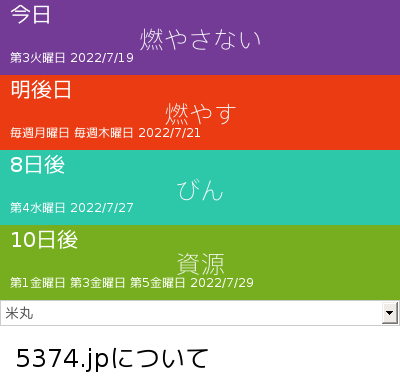 今日
燃やさない
第3火曜日 2022/7/19
明後日
燃やす
毎週月曜日 毎週木曜日 2022/7/21
8日後
びん
第4水曜日 2022/7/27
10日後
資源
第1金曜日 第3金曜日 第5金曜日 2022/7/29
米丸
5374.jpについて